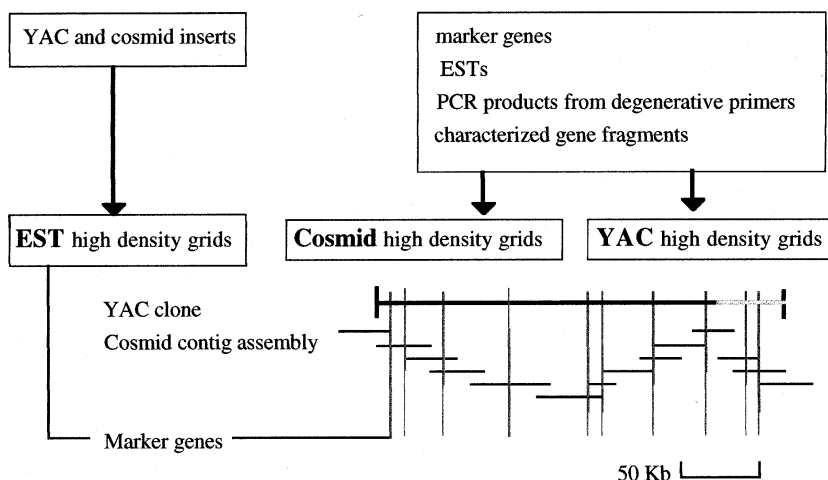 YAC and cosmid inserts
marker genes
ESTs
PCR products from degenerative primers
characterized gene fragments
EST high density grids
Cosmid high density grids
YAC high density grids
YAC clone
Cosmid contig assembly
Marker genes
50 Kb